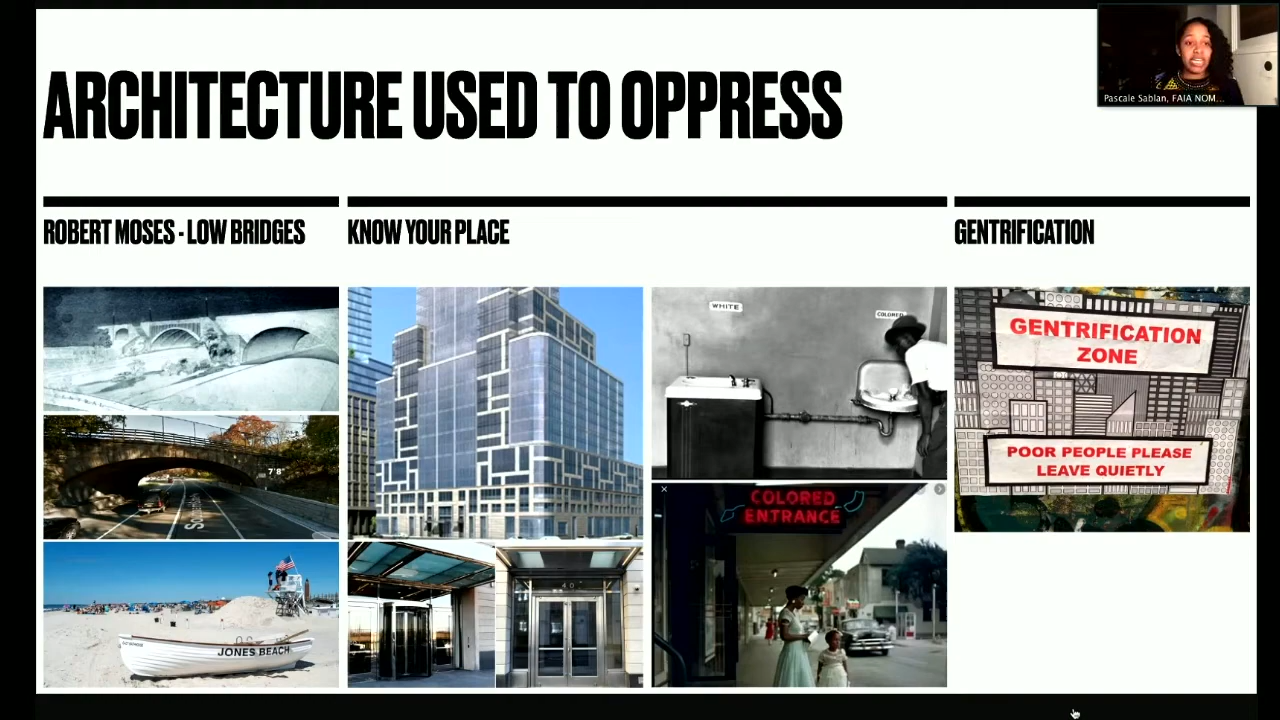 ARCHITECTURE USED TO OPPRESS
Pascale Sablan, FAIA NOM...
ROBERT MOSES - LOW BRIDGES
KNOW YOUR PLACE
GENTRIFICATION
7'8"
JONES BEACH
40
WHITE
COLORED
COLORED
ENTRANCE
GENTRIFICATION
ZONE
POOR PEOPLE PLEASE
LEAVE QUIETLY